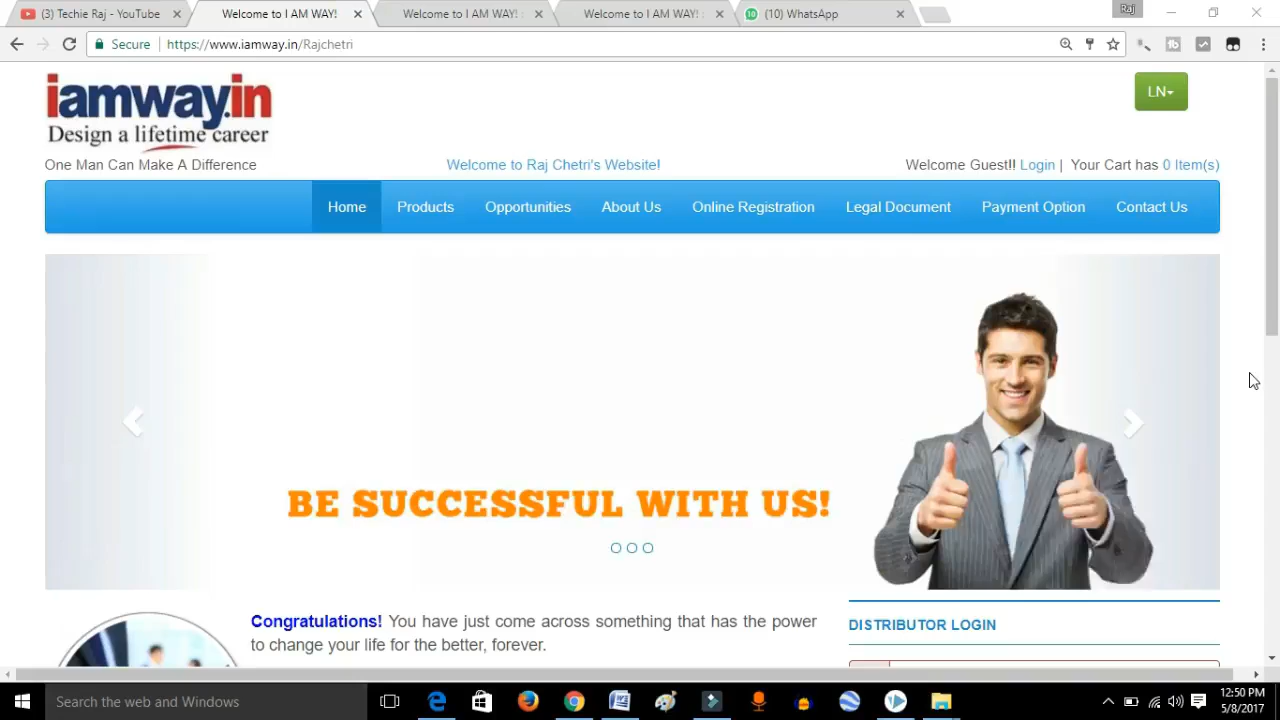 (3) Techie Raj - YouTube
Welcome to I AM WAY!
Welcome to I AM WAY!
Welcome to I AM WAY!
(10) WhatsApp
Raj
Secure
https://www.iamway.in/Rajchetri
iamway.in
Design a lifetime career
LN
One Man Can Make A Difference
Welcome to Raj Chetri's Website!
Welcome Guest!! Login | Your Cart has 0 Item(s)
Home Products Opportunities About Us Online Registration Legal Document Payment Option Contact Us
BE SUCCESSFUL WITH US!
Congratulations! You have just come across something that has the power
to change your life for the better, forever.
DISTRIBUTOR LOGIN
Search the web and Windows
12:50 PM
5/8/2017